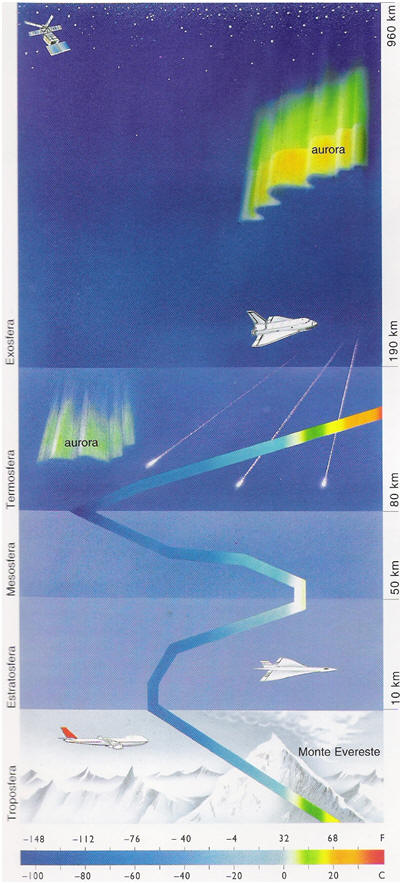 960 km
aurora
Exosfera
190 km
aurora
Termosfera
80 km
Mesosfera
50 km
Estratosfera
10 km
Monte Evereste
Troposfera
-148 -112 -76 -40 -4 32 68 F
-100 -80 -60 -40 -20 0 10 20 C